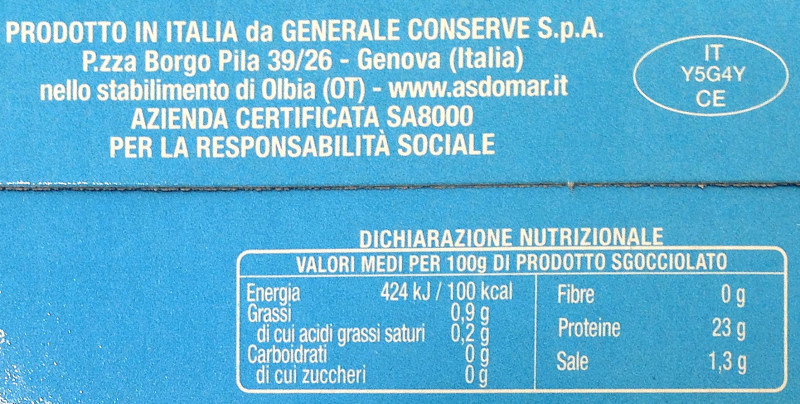 PRODOTTO IN ITALIA da GENERALE CONSERVE S.p.A.
P.zza Borgo Pila 39/26 - Genova (Italia)
nello stabilimento di Olbia (OT) - www.asdomar.it
AZIENDA CERTIFICATA SA8000
PER LA RESPONSABILITÀ SOCIALE
IT
Y5G4Y
CE
DICHIARAZIONE NUTRIZIONALE
VALORI MEDI PER 100g DI PRODOTTO SGOCCIOLATO
Energia 424 kJ / 100 kcal
Grassi 0,9 g
di cui acidi grassi saturi 0,2 g
Carboidrati 0 g
di cui zuccheri 0 g
Fibre 0 g
Proteine 23 g
Sale 1,3 g